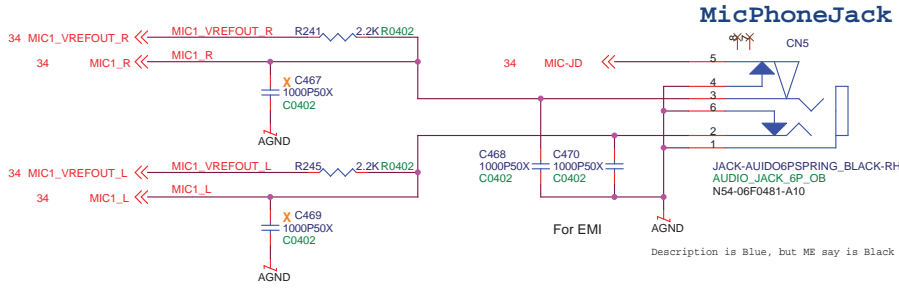 MicPhoneJack
34 MIC1_VREFOUT_R
MIC1_VREFOUT_R
R241
2.2K
R0402
34
MIC1_R
MIC1_R
X C467
1000P50X
C0402
AGND
34
MIC-JD
8
7
CN5
5
4
3
6
2
1
34 MIC1_VREFOUT_L
MIC1_VREFOUT_L
R245
2.2K
R0402
34
MIC1_L
MIC1_L
X C469
1000P50X
C0402
AGND
C468
1000P50X
C0402
C470
1000P50X
C0402
For EMI
AGND
JACK-AUIDO6PSPRING_BLACK-RH
AUDIO_JACK_6P_OB
N54-06F0481-A10
Description is Blue, but ME say is Black